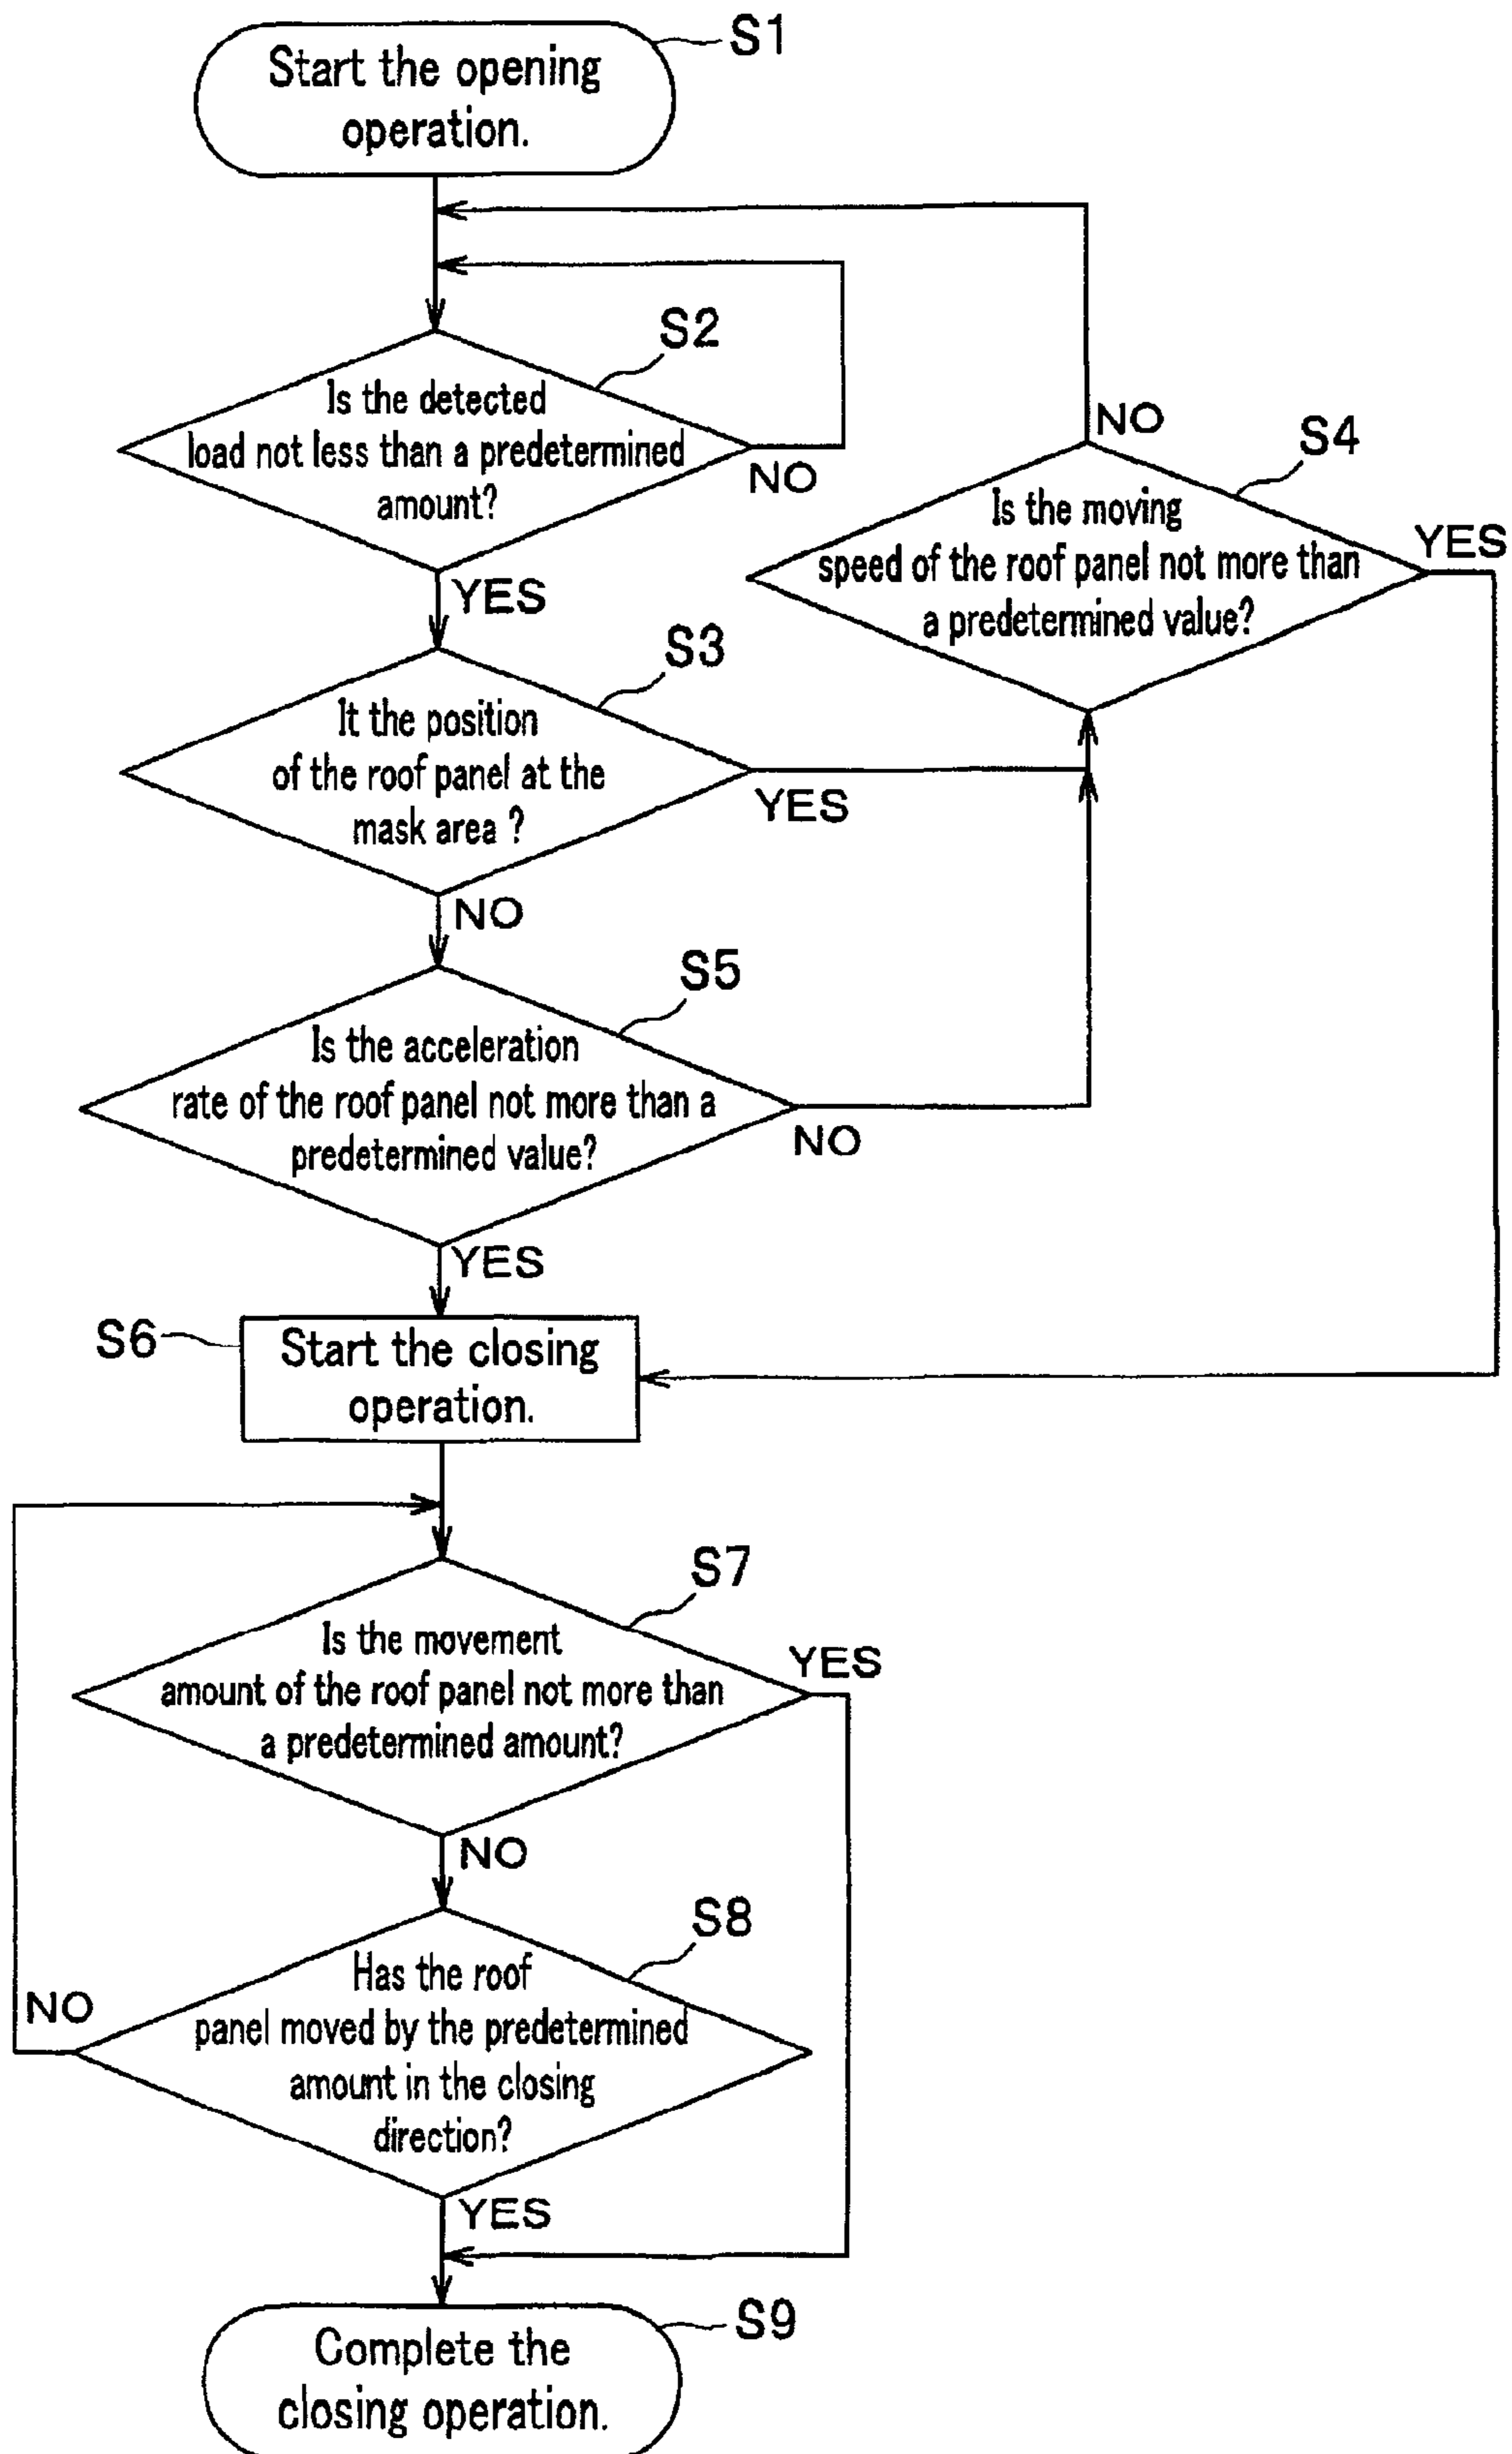 S1
Start the opening
operation.
S2
Is the detected
load not less than a predetermined
amount?
NO
YES
NO
S4
Is the moving
speed of the roof panel not more than
a predetermined value?
YES
S3
It the position
of the roof panel at the
mask area ?
YES
NO
S5
Is the acceleration
rate of the roof panel not more than a
predetermined value?
NO
YES
S6
Start the closing
operation.
S7
Is the movement
amount of the roof panel not more than
a predetermined amount?
YES
NO
S8
Has the roof
panel moved by the predetermined
amount in the closing
direction?
NO
YES
S9
Complete the
closing operation.